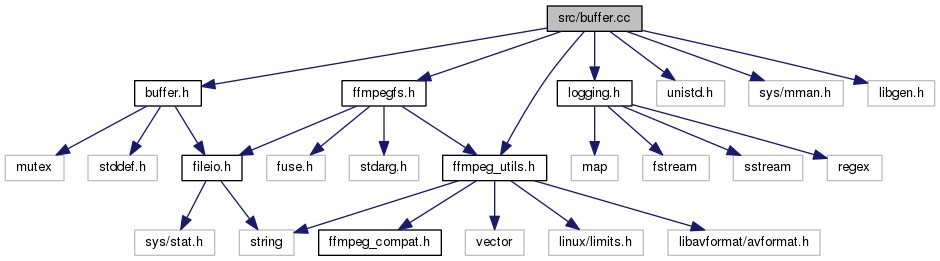 src/buffer.cc
buffer.h
ffmpegfs.h
logging.h
unistd.h
sys/mman.h
libgen.h
mutex
stddef.h
fileio.h
fuse.h
stdarg.h
ffmpeg_utils.h
map
fstream
sstream
regex
sys/stat.h
string
ffmpeg_compat.h
vector
linux/limits.h
libavformat/avformat.h